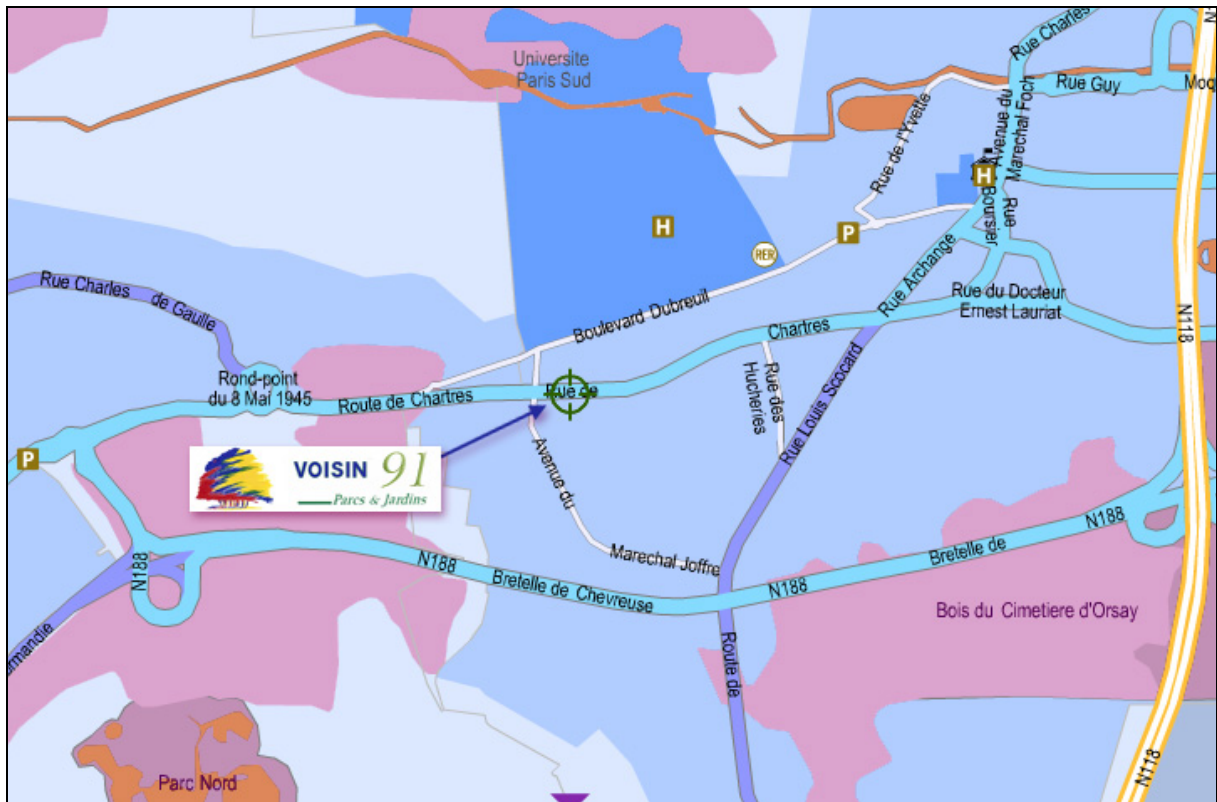 Universite
Paris Sud
Rue Charles
-N
Rue Guy
Moq
Avenue du
Marechal Foch
Rue de l'Yvette
H
Boursier
Rue
H
P
RER
Rue Archange
Rue Charles de Gaulle
Boulevard Dubreuil
Rue du Docteur
Ernest Lauriat
N118
Chartres
Rond-point
du 8 Mai 1945
Route de Chartres
Rue de
Rue des
Hucheries
Rue Louis Scocard
P
VOISIN 91
Parcs & Jardins
Avenue du
Marechal Joffre
N188
N188
N188
Bretelle de Chevreuse
N188
Bretelle de
N188
Bois du Cimetiere d'Orsay
ormandie
Route de
Parc Nord
N118